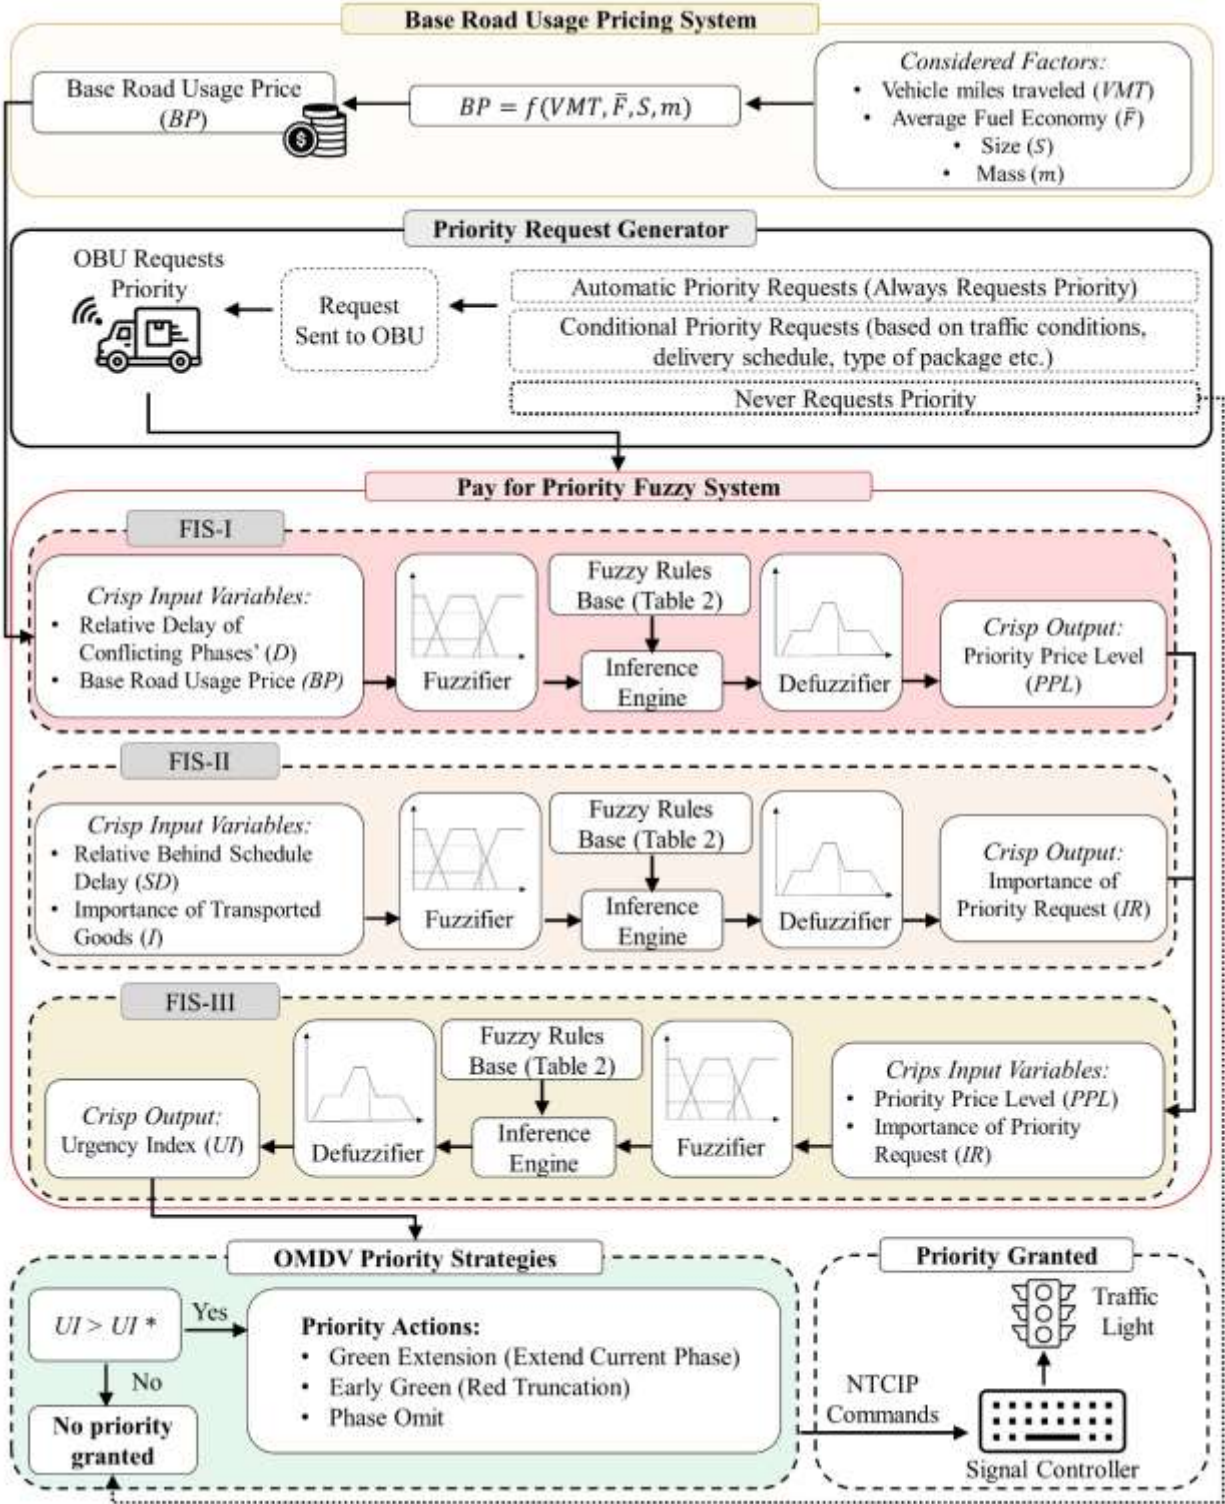 Base Road Usage Pricing System
Base Road Usage Price
(BP)
$
BP = f(VMT, F̄, S, m)
Considered Factors:
• Vehicle miles traveled (VMT)
• Average Fuel Economy (F̄)
• Size (S)
• Mass (m)
Priority Request Generator
OBU Requests
Priority
Request
Sent to OBU
Automatic Priority Requests (Always Requests Priority)
Conditional Priority Requests (based on traffic conditions,
delivery schedule, type of package etc.)
Never Requests Priority
Pay for Priority Fuzzy System
FIS-I
Crisp Input Variables:
• Relative Delay of
Conflicting Phases’ (D)
• Base Road Usage Price (BP)
Fuzzifier
Fuzzy Rules
Base (Table 2)
Inference
Engine
Defuzzifier
Crisp Output:
Priority Price Level
(PPL)
FIS-II
Crisp Input Variables:
• Relative Behind Schedule
Delay (SD)
• Importance of Transported
Goods (I)
Fuzzifier
Fuzzy Rules
Base (Table 2)
Inference
Engine
Defuzzifier
Crisp Output:
Importance of
Priority Request (IR)
FIS-III
Crisp Output:
Urgency Index (UI)
Defuzzifier
Fuzzy Rules
Base (Table 2)
Inference
Engine
Fuzzifier
Crips Input Variables:
• Priority Price Level (PPL)
• Importance of Priority
Request (IR)
OMDV Priority Strategies
UI > UI *
Yes
No
No priority
granted
Priority Actions:
• Green Extension (Extend Current Phase)
• Early Green (Red Truncation)
• Phase Omit
Priority Granted
Traffic
Light
NTCIP
Commands
Signal Controller